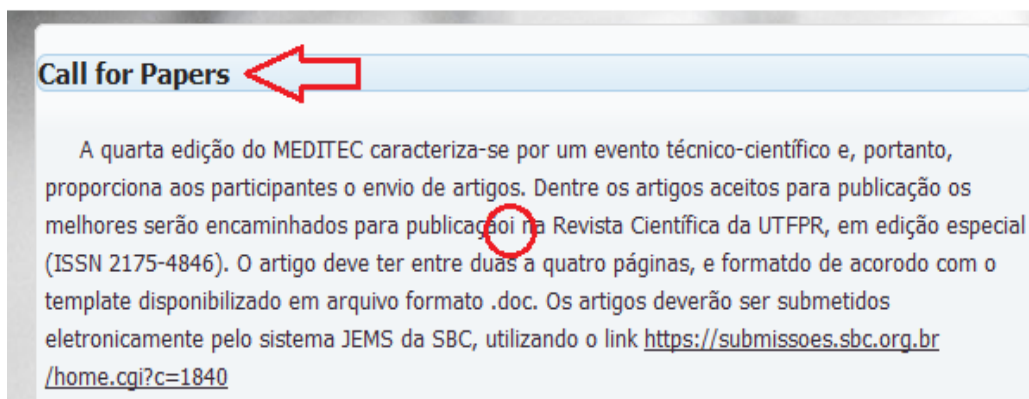 Call for Papers
A quarta edição do MEDITEC caracteriza-se por um evento técnico-científico e, portanto,
proporciona aos participantes o envio de artigos. Dentre os artigos aceitos para publicação os
melhores serão encaminhados para publicaçãoi na Revista Científica da UTFPR, em edição especial
(ISSN 2175-4846). O artigo deve ter entre duas a quatro páginas, e formatdo de acorodo com o
template disponibilizado em arquivo formato .doc. Os artigos deverão ser submetidos
eletronicamente pelo sistema JEMS da SBC, utilizando o link https://submissoes.sbc.org.br
/home.cgi?c=1840